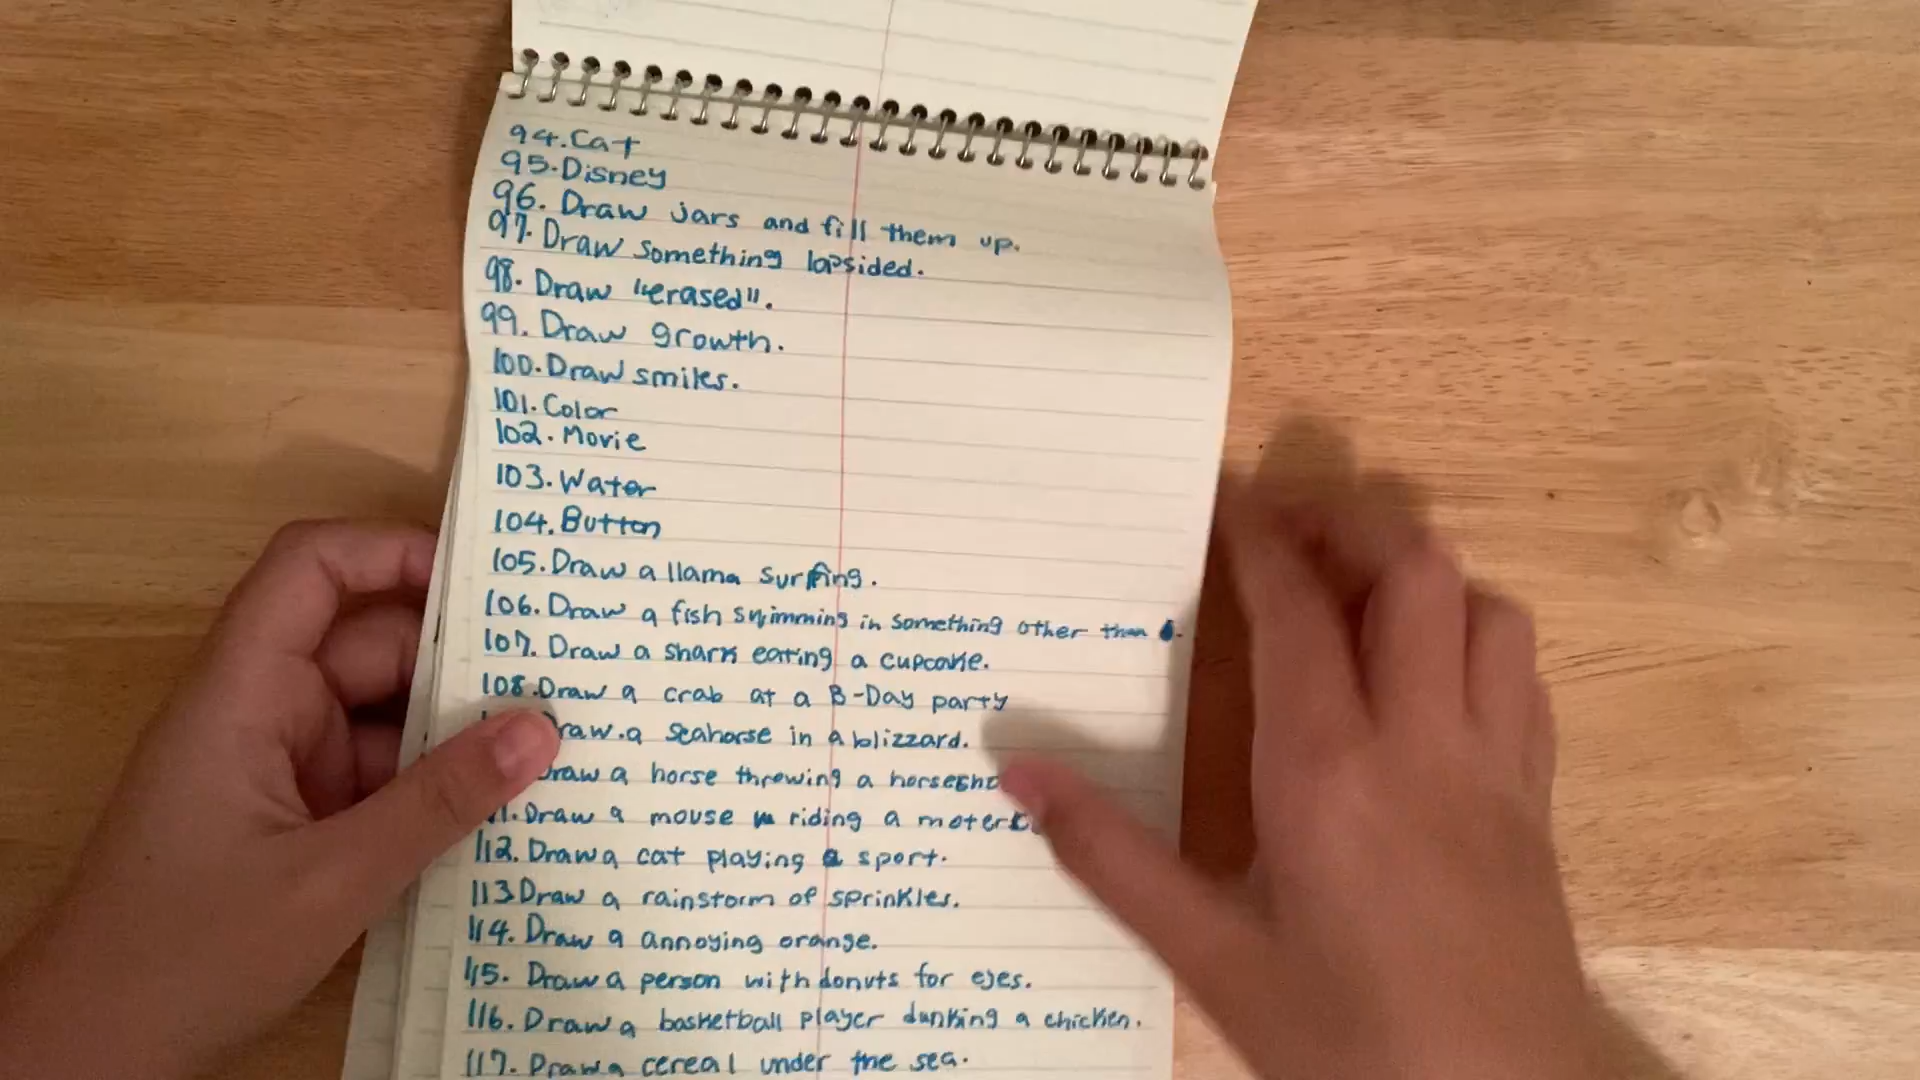 94. Cat
95. Disney
96. Draw jars and fill them up.
97. Draw something lopsided.
98. Draw "erased".
99. Draw growth.
100. Draw smiles.
101. Color
102. Movie
103. Water
104. Button
105. Draw a llama surfing.
106. Draw a fish swimming in something other than
107. Draw a shark eating a cupcake.
108. Draw a crab at a B-Day party
raw a seahorse in a blizzard.
Draw a horse throwing a horsesho
11. Draw a mouse riding a moterc
112. Draw a cat playing a sport.
113 Draw a rainstorm of sprinkles.
114. Draw a annoying orange.
115. Draw a person with donuts for eyes.
116. Draw a basketball player dunking a chicken.
117. Draw a cereal under the sea.